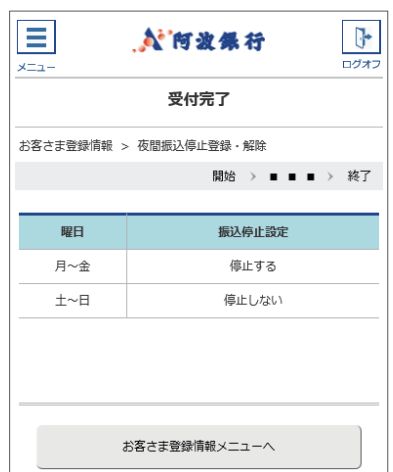 阿波銀行
メニュー
ログオフ
受付完了
お客さま登録情報 > 夜間振込停止登録・解除
開始 > ■ ■ ■ > 終了
曜日 振込停止設定
月~金 停止する
土~日 停止しない
お客さま登録情報メニューへ